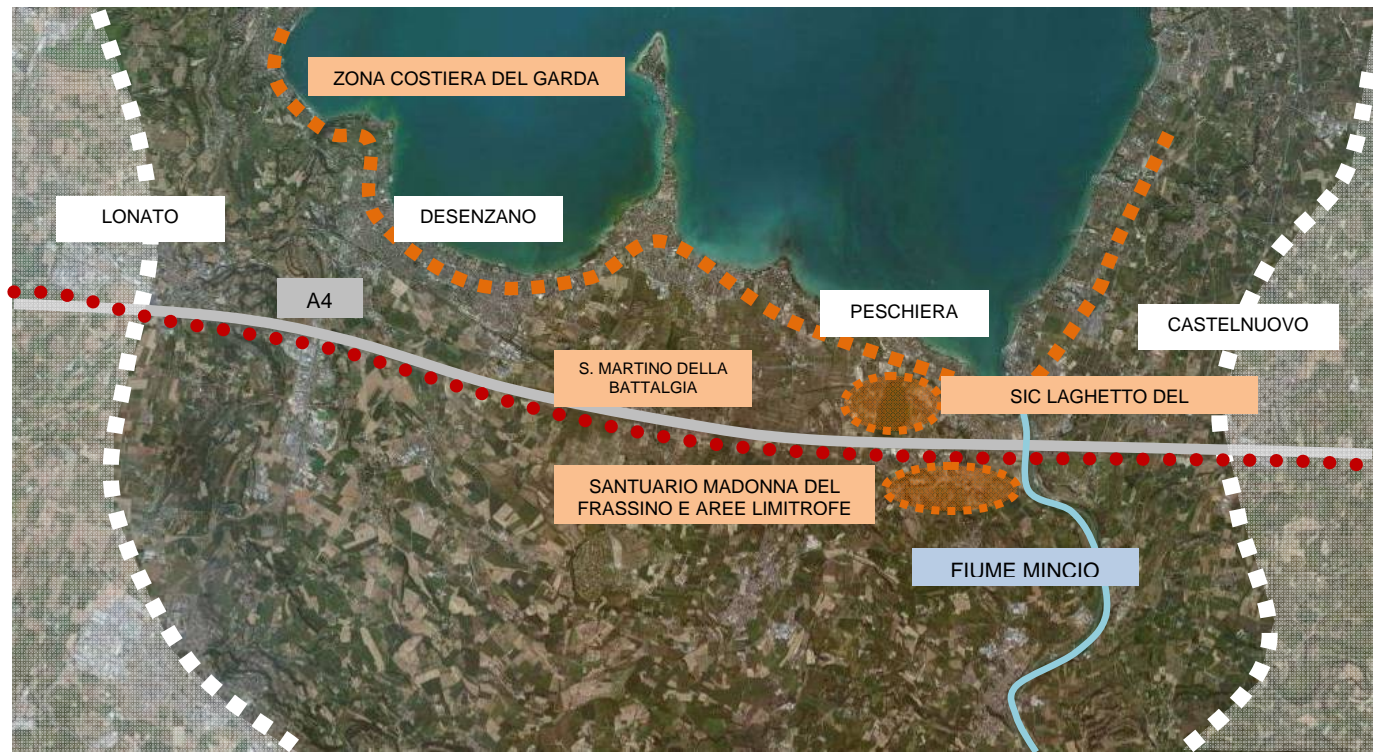 ZONA COSTIERA DEL GARDA
LONATO
DESENZANO
A4
PESCHIERA
CASTELNUOVO
S. MARTINO DELLA
BATTALGIA
SIC LAGHETTO DEL
SANTUARIO MADONNA DEL
FRASSINO E AREE LIMITROFE
FIUME MINCIO